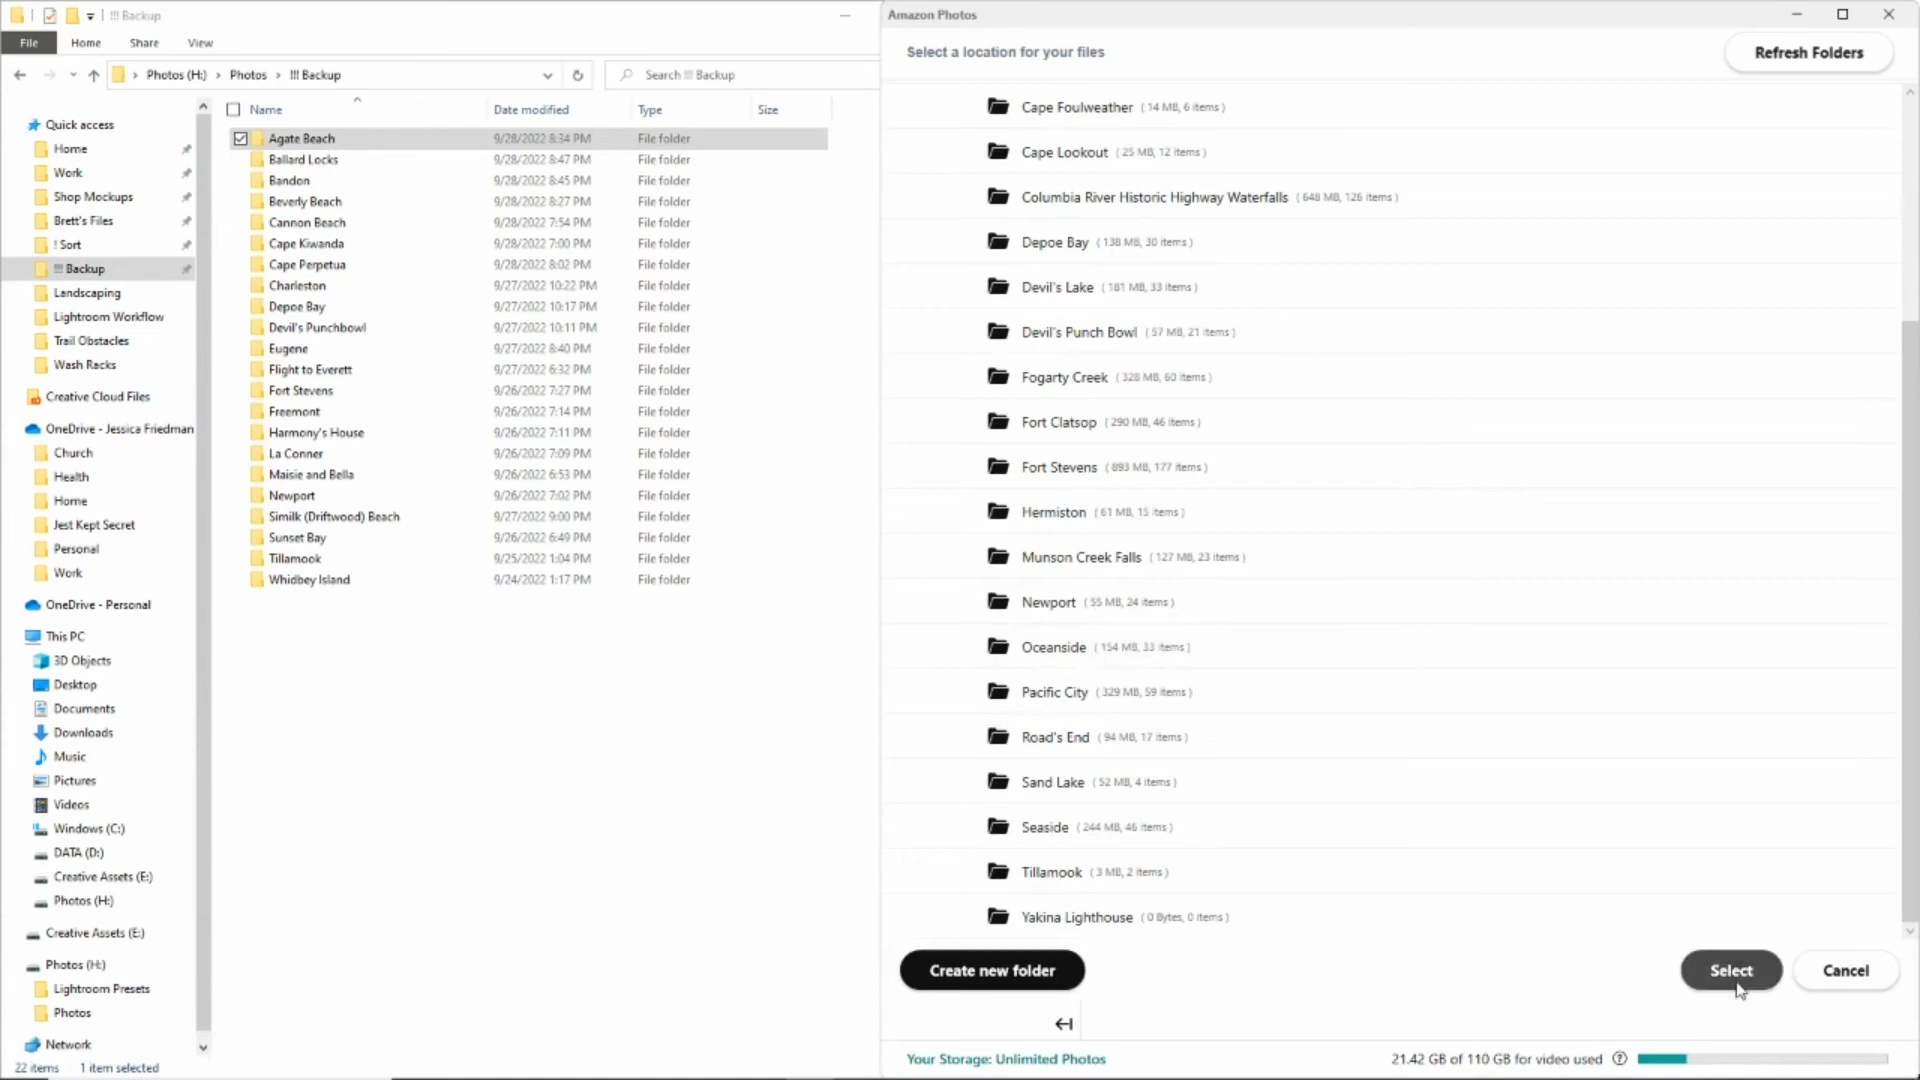 !!! Backup
File
Home
Share
View
Photos (H:) > Photos > !!! Backup
Search !!! Backup
Quick access
Home
Work
Shop Mockups
Brett's Files
! Sort
!!! Backup
Landscaping
Lightroom Workflow
Trail Obstacles
Wash Racks
Creative Cloud Files
OneDrive - Jessica Friedman
Church
Health
Home
Jest Kept Secret
Personal
Work
OneDrive - Personal
This PC
3D Objects
Desktop
Documents
Downloads
Music
Pictures
Videos
Windows (C:)
DATA (D:)
Creative Assets (E:)
Photos (H:)
Creative Assets (E:)
Photos (H:)
Lightroom Presets
Photos
Network
22 items 1 item selected
Name Date modified Type Size
Agate Beach 9/28/2022 8:34 PM File folder
Ballard Locks 9/28/2022 8:47 PM File folder
Bandon 9/28/2022 8:45 PM File folder
Beverly Beach 9/28/2022 8:27 PM File folder
Cannon Beach 9/28/2022 7:54 PM File folder
Cape Kiwanda 9/28/2022 7:00 PM File folder
Cape Perpetua 9/28/2022 8:02 PM File folder
Charleston 9/27/2022 10:22 PM File folder
Depoe Bay 9/27/2022 10:17 PM File folder
Devil's Punchbowl 9/27/2022 10:11 PM File folder
Eugene 9/27/2022 8:40 PM File folder
Flight to Everett 9/27/2022 6:32 PM File folder
Fort Stevens 9/26/2022 7:27 PM File folder
Freemont 9/26/2022 7:14 PM File folder
Harmony's House 9/26/2022 7:11 PM File folder
La Conner 9/26/2022 7:09 PM File folder
Maisie and Bella 9/26/2022 6:53 PM File folder
Newport 9/26/2022 7:02 PM File folder
Similk (Driftwood) Beach 9/27/2022 9:00 PM File folder
Sunset Bay 9/26/2022 6:49 PM File folder
Tillamook 9/25/2022 1:04 PM File folder
Whidbey Island 9/24/2022 1:17 PM File folder
Amazon Photos
Select a location for your files
Refresh Folders
Cape Foulweather ( 14 MB, 6 items )
Cape Lookout ( 25 MB, 12 items )
Columbia River Historic Highway Waterfalls ( 648 MB, 126 items )
Depoe Bay ( 138 MB, 30 items )
Devil's Lake ( 181 MB, 33 items )
Devil's Punch Bowl ( 57 MB, 21 items )
Fogarty Creek ( 328 MB, 60 items )
Fort Clatsop ( 290 MB, 46 items )
Fort Stevens ( 893 MB, 177 items )
Hermiston ( 61 MB, 15 items )
Munson Creek Falls ( 127 MB, 23 items )
Newport ( 55 MB, 24 items )
Oceanside ( 154 MB, 33 items )
Pacific City ( 329 MB, 59 items )
Road's End ( 94 MB, 17 items )
Sand Lake ( 52 MB, 4 items )
Seaside ( 244 MB, 46 items )
Tillamook ( 3 MB, 2 items )
Yakina Lighthouse ( 0 Bytes, 0 items )
Create new folder
Select
Cancel
Your Storage: Unlimited Photos
21.42 GB of 110 GB for video used